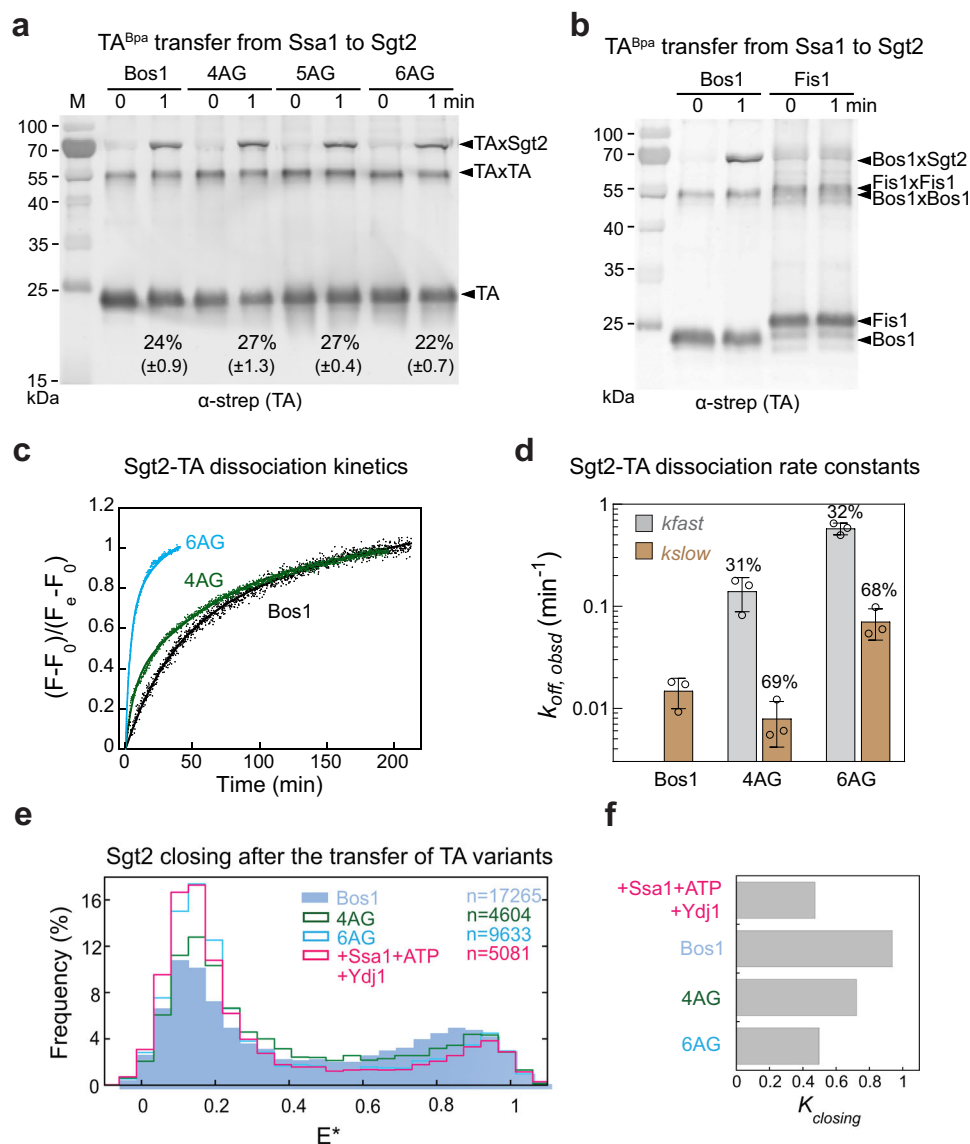 a
TA^Bpa transfer from Ssa1 to Sgt2
Bos1 4AG 5AG 6AG
M 0 1 0 1 0 1 0 1 min
100
70
55
40
35
25
15
kDa
TAxSgt2
TAxTA
TA
24% 27% 27% 22%
(±0.9) (±1.3) (±0.4) (±0.7)
α-strep (TA)
b
TA^Bpa transfer from Ssa1 to Sgt2
Bos1 Fis1
0 1 0 1 min
100
70
55
40
35
25
kDa
Bos1xSgt2
Fis1xFis1
Bos1xBos1
Fis1
Bos1
α-strep (TA)
c
Sgt2-TA dissociation kinetics
(F-F₀)/(Fₑ-F₀)
1.2
1
0.8
0.6
0.4
0.2
0
6AG
4AG
Bos1
0 50 100 150 200
Time (min)
d
Sgt2-TA dissociation rate constants
k_off, obsd (min⁻¹)
1
0.1
0.01
kfast
kslow
31%
69%
32%
68%
Bos1 4AG 6AG
e
Sgt2 closing after the transfer of TA variants
Frequency (%)
16
12
8
4
0
Bos1 n=17265
4AG n=4604
6AG n=9633
+Ssa1+ATP n=5081
+Ydj1
0 0.2 0.4 0.6 0.8 1
E*
f
+Ssa1+ATP
+Ydj1
Bos1
4AG
6AG
0 0.2 0.4 0.6 0.8 1
K_closing